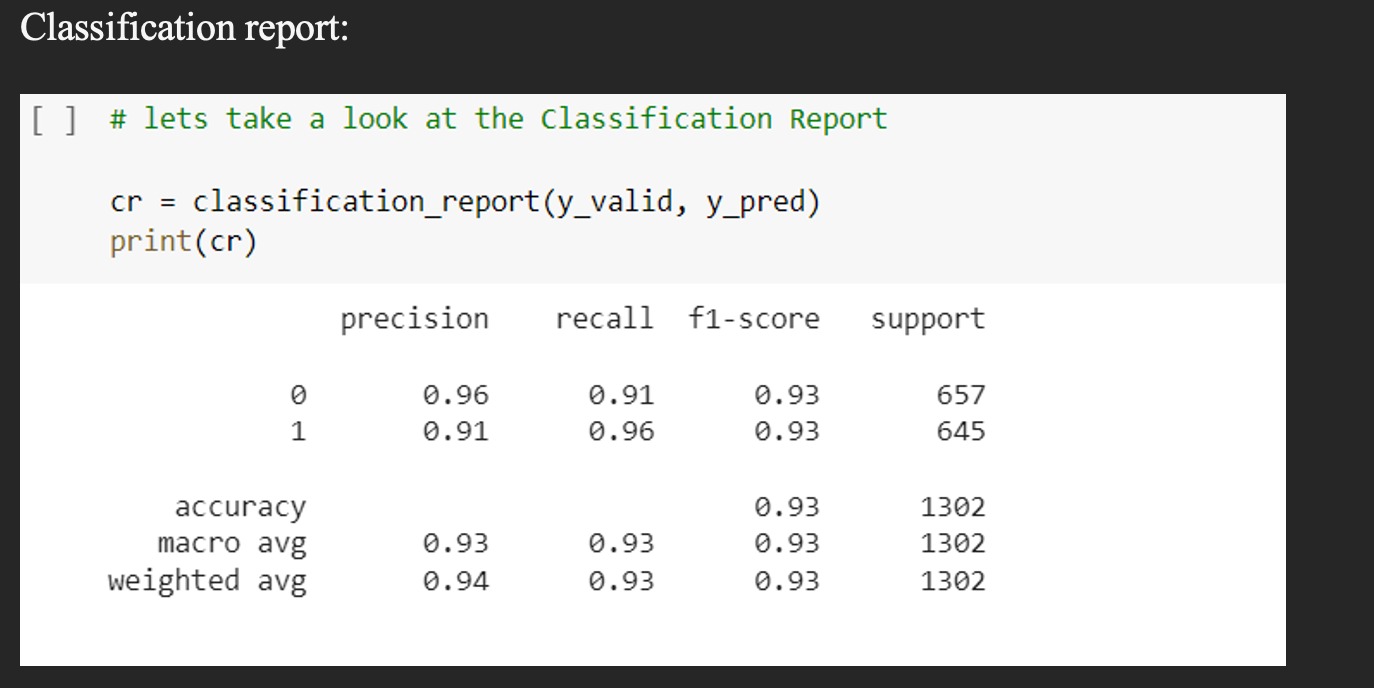 Classification report:
[ ] # lets take a look at the Classification Report
cr = classification_report(y_valid, y_pred)
print(cr)
precision recall f1-score support
0 0.96 0.91 0.93 657
1 0.91 0.96 0.93 645
accuracy 0.93 1302
macro avg 0.93 0.93 0.93 1302
weighted avg 0.94 0.93 0.93 1302